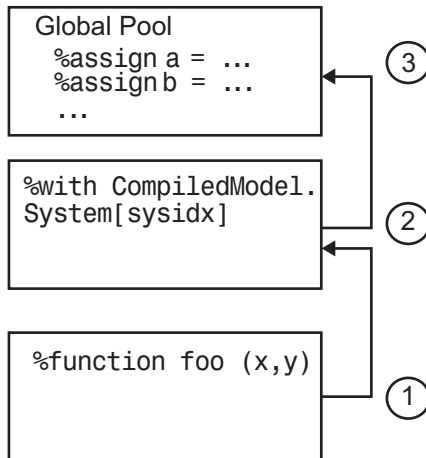 Global Pool
%assign a = ...
%assign b = ...
...
3
%with CompiledModel.
System[sysidx]
2
%function foo (x,y)
1